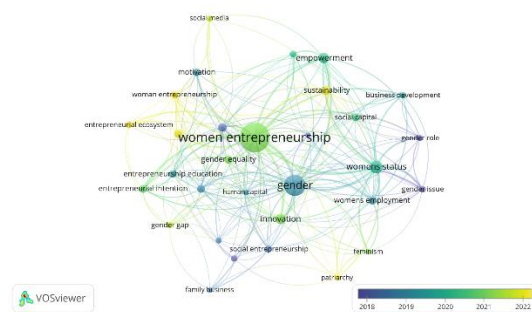 social media
empowerment
motivation
sustainability
woman entrepreneurship
business development
social capital
entrepreneurial ecosystem
women entrepreneurship
gender role
gender equality
womens status
entrepreneurship education
gender
gender issue
entrepreneurial intention
human capital
womens employment
innovation
gender gap
social entrepreneurship
feminism
patriarchy
family business
VOSviewer
2018 2019 2020 2021 2022